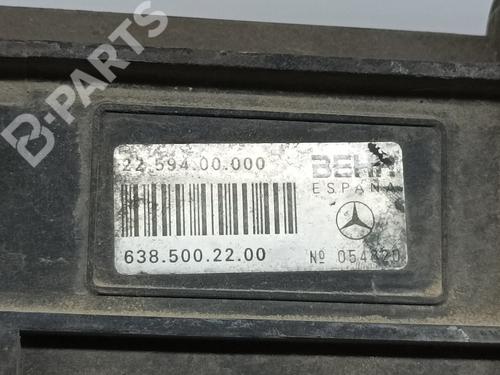 B-PARTS
22.594.00.000
BEHR
ESPAÑA
638.500.22.00
Nº 054820